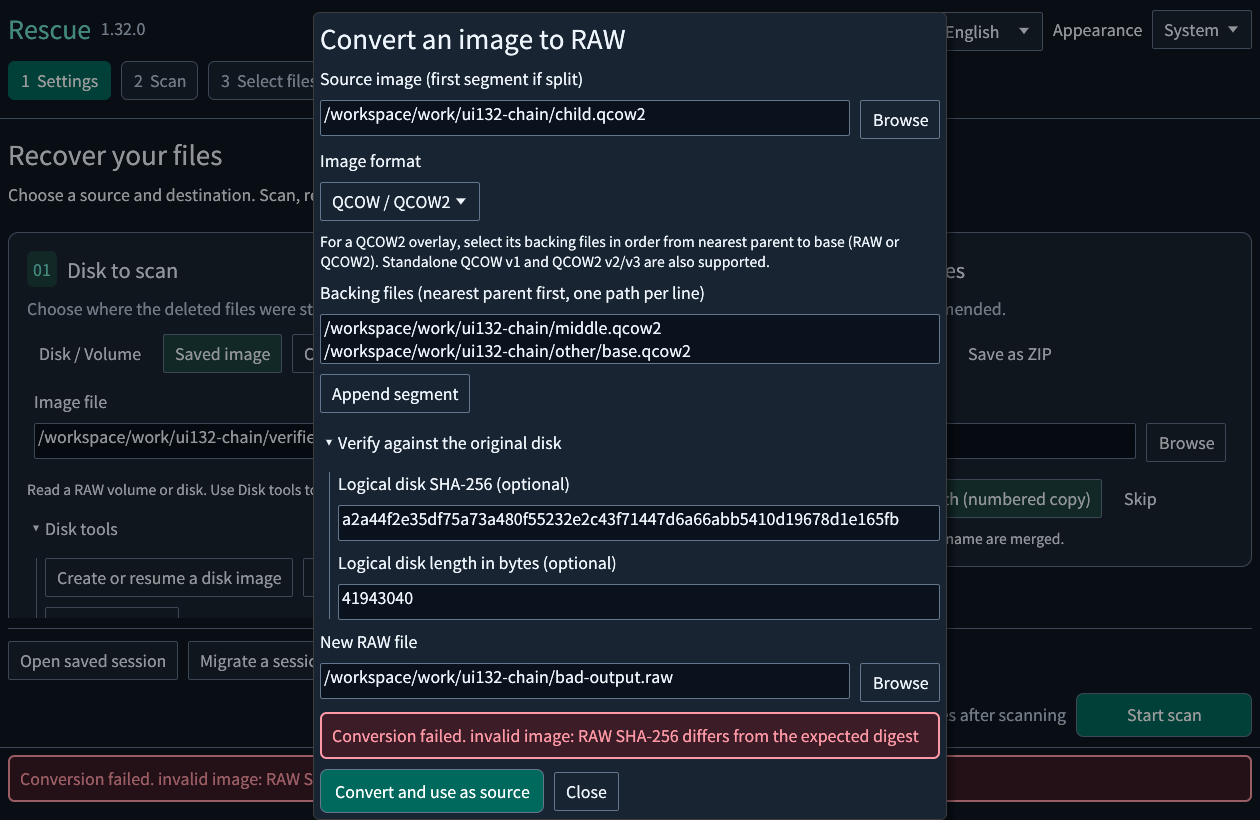 Rescue 1.32.0
English
Appearance
System
1 Settings
2 Scan
3 Select files
Recover your files
Choose a source and destination. Scan,
01 Disk to scan
Choose where the deleted files were
Disk / Volume
Saved image
Image file
/workspace/work/ui132-chain/verifie
Read a RAW volume or disk. Use Disk tools to
Disk tools
Create or resume a disk image
Open saved session
Migrate a sessio
Conversion failed. invalid image: RAW S
Convert an image to RAW
Source image (first segment if split)
/workspace/work/ui132-chain/child.qcow2
Browse
Image format
QCOW / QCOW2
For a QCOW2 overlay, select its backing files in order from nearest parent to base (RAW or
QCOW2). Standalone QCOW v1 and QCOW2 v2/v3 are also supported.
Backing files (nearest parent first, one path per line)
/workspace/work/ui132-chain/middle.qcow2
/workspace/work/ui132-chain/other/base.qcow2
Append segment
Verify against the original disk
Logical disk SHA-256 (optional)
a2a44f2e35df75a73a480f55232e2c43f71447d6a66abb5410d19678d1e165fb
Logical disk length in bytes (optional)
41943040
New RAW file
/workspace/work/ui132-chain/bad-output.raw
Browse
Conversion failed. invalid image: RAW SHA-256 differs from the expected digest
Convert and use as source
Close
es
mended.
Save as ZIP
Browse
th (numbered copy)
Skip
name are merged.
s after scanning
Start scan